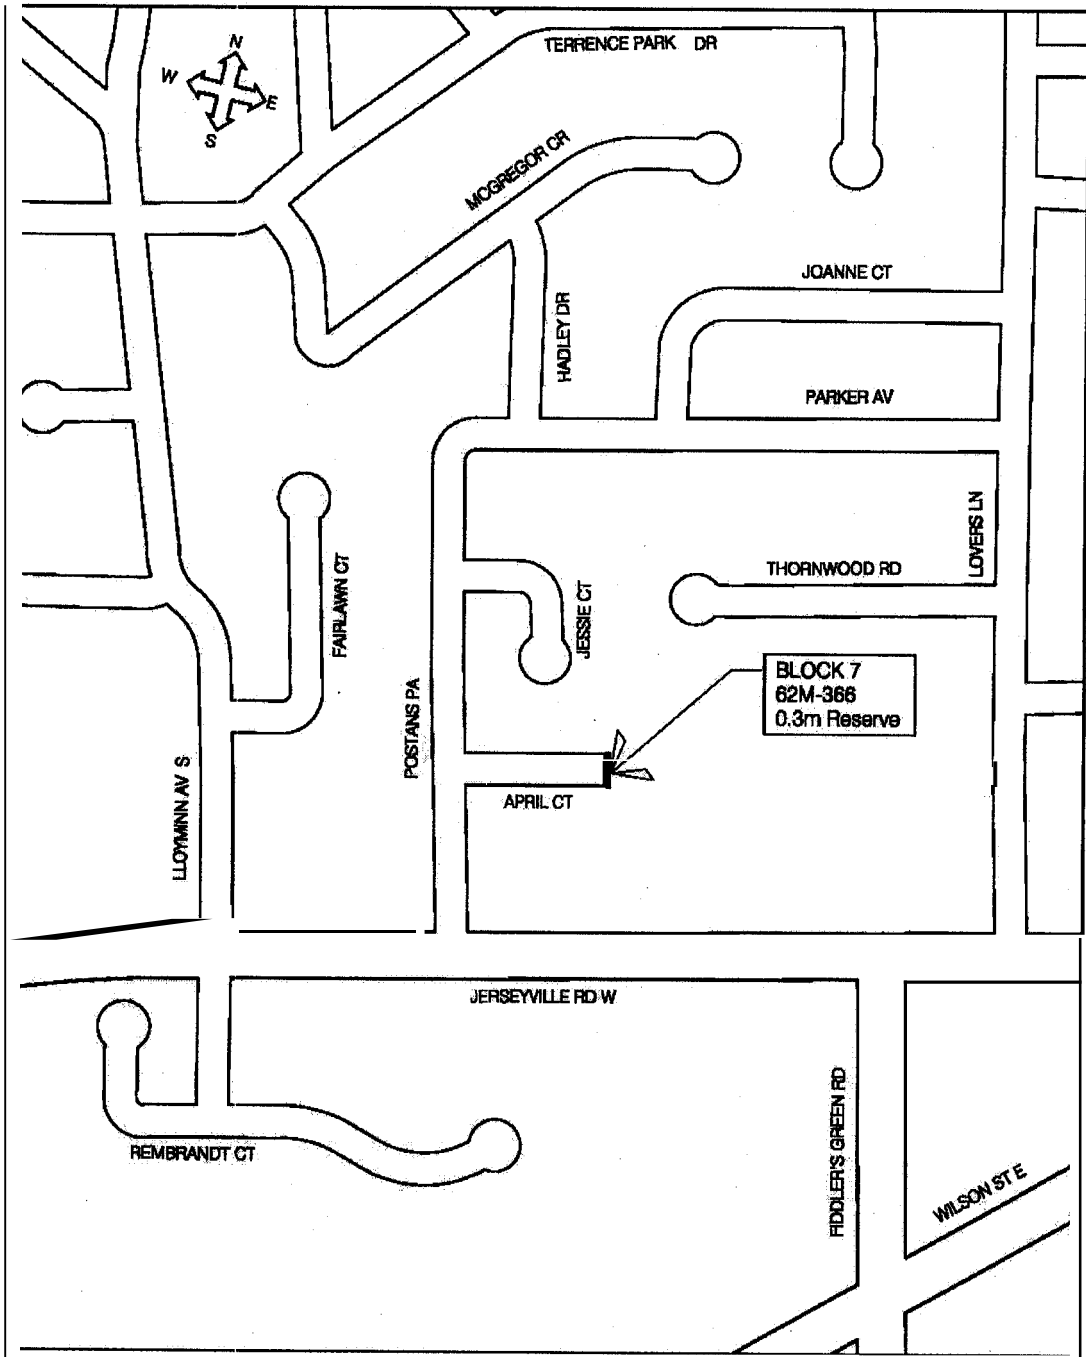 TERRENCE PARK DR
N
W
E
S
MCGREGOR CR
JOANNE CT
HADLEY DR
PARKER AV
LOVERS LN
THORNWOOD RD
FAIRLAWN CT
JESSIE CT
BLOCK 7
62M-366
0.3m Reserve
POSTANS PA
LLOYMINN AV S
APRIL CT
JERSEYVILLE RD W
FIDDLER'S GREEN RD
REMBRANDT CT
WILSON ST E